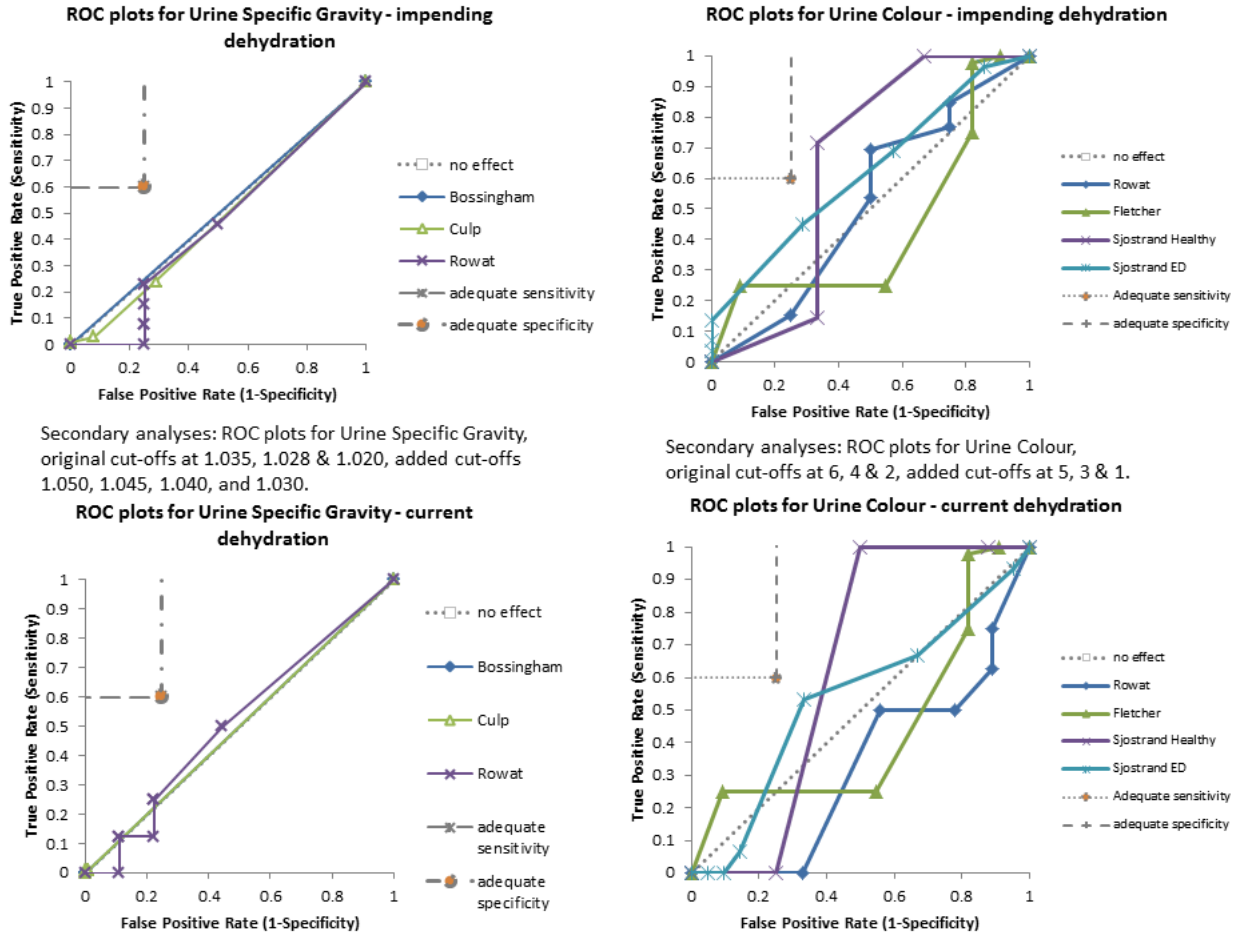 ROC plots for Urine Specific Gravity - impending
dehydration
True Positive Rate (Sensitivity)
1
0.9
0.8
0.7
0.6
0.5
0.4
0.3
0.2
0.1
0
0
0.2
0.4
0.6
0.8
1
False Positive Rate (1-Specificity)
no effect
Bossingham
Culp
Rowat
adequate sensitivity
adequate specificity
Secondary analyses: ROC plots for Urine Specific Gravity,
original cut-offs at 1.035, 1.028 & 1.020, added cut-offs
1.050, 1.045, 1.040, and 1.030.
ROC plots for Urine Colour - impending dehydration
True Positive Rate (Sensitivity)
1
0.9
0.8
0.7
0.6
0.5
0.4
0.3
0.2
0.1
0
0
0.2
0.4
0.6
0.8
1
False Positive Rate (1-Specificity)
no effect
Rowat
Fletcher
Sjostrand Healthy
Sjostrand ED
Adequate sensitivity
adequate specificity
Secondary analyses: ROC plots for Urine Colour,
original cut-offs at 6, 4 & 2, added cut-offs at 5, 3 & 1.
ROC plots for Urine Specific Gravity - current
dehydration
True Positive Rate (Sensitivity)
1
0.9
0.8
0.7
0.6
0.5
0.4
0.3
0.2
0.1
0
0
0.2
0.4
0.6
0.8
1
False Positive Rate (1-Specificity)
no effect
Bossingham
Culp
Rowat
adequate
sensitivity
adequate
specificity
ROC plots for Urine Colour - current dehydration
True Positive Rate (Sensitivity)
1
0.9
0.8
0.7
0.6
0.5
0.4
0.3
0.2
0.1
0
0
0.2
0.4
0.6
0.8
1
False Positive Rate (1-Specificity)
no effect
Rowat
Fletcher
Sjostrand Healthy
Sjostrand ED
Adequate sensitivity
adequate specificity